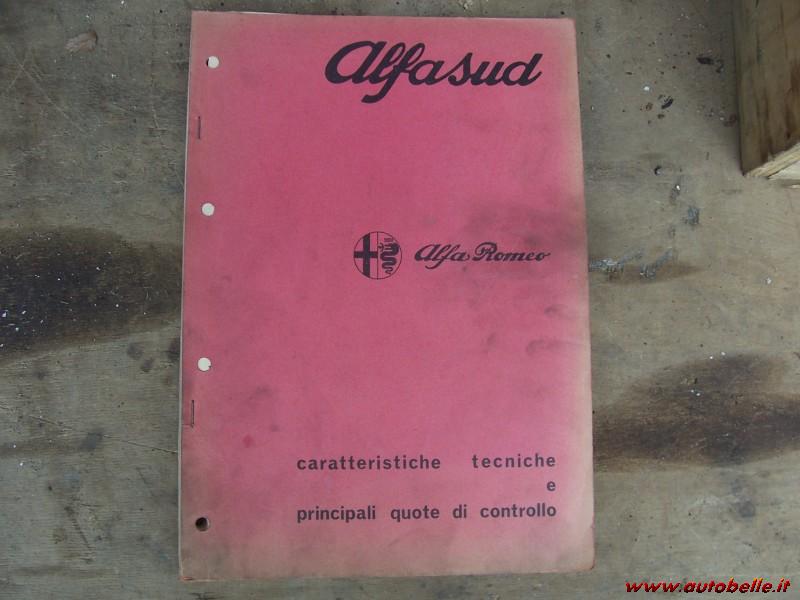 alfasud
alfa Romeo
caratteristiche tecniche
e
principali quote di controllo
www.autobelle.it